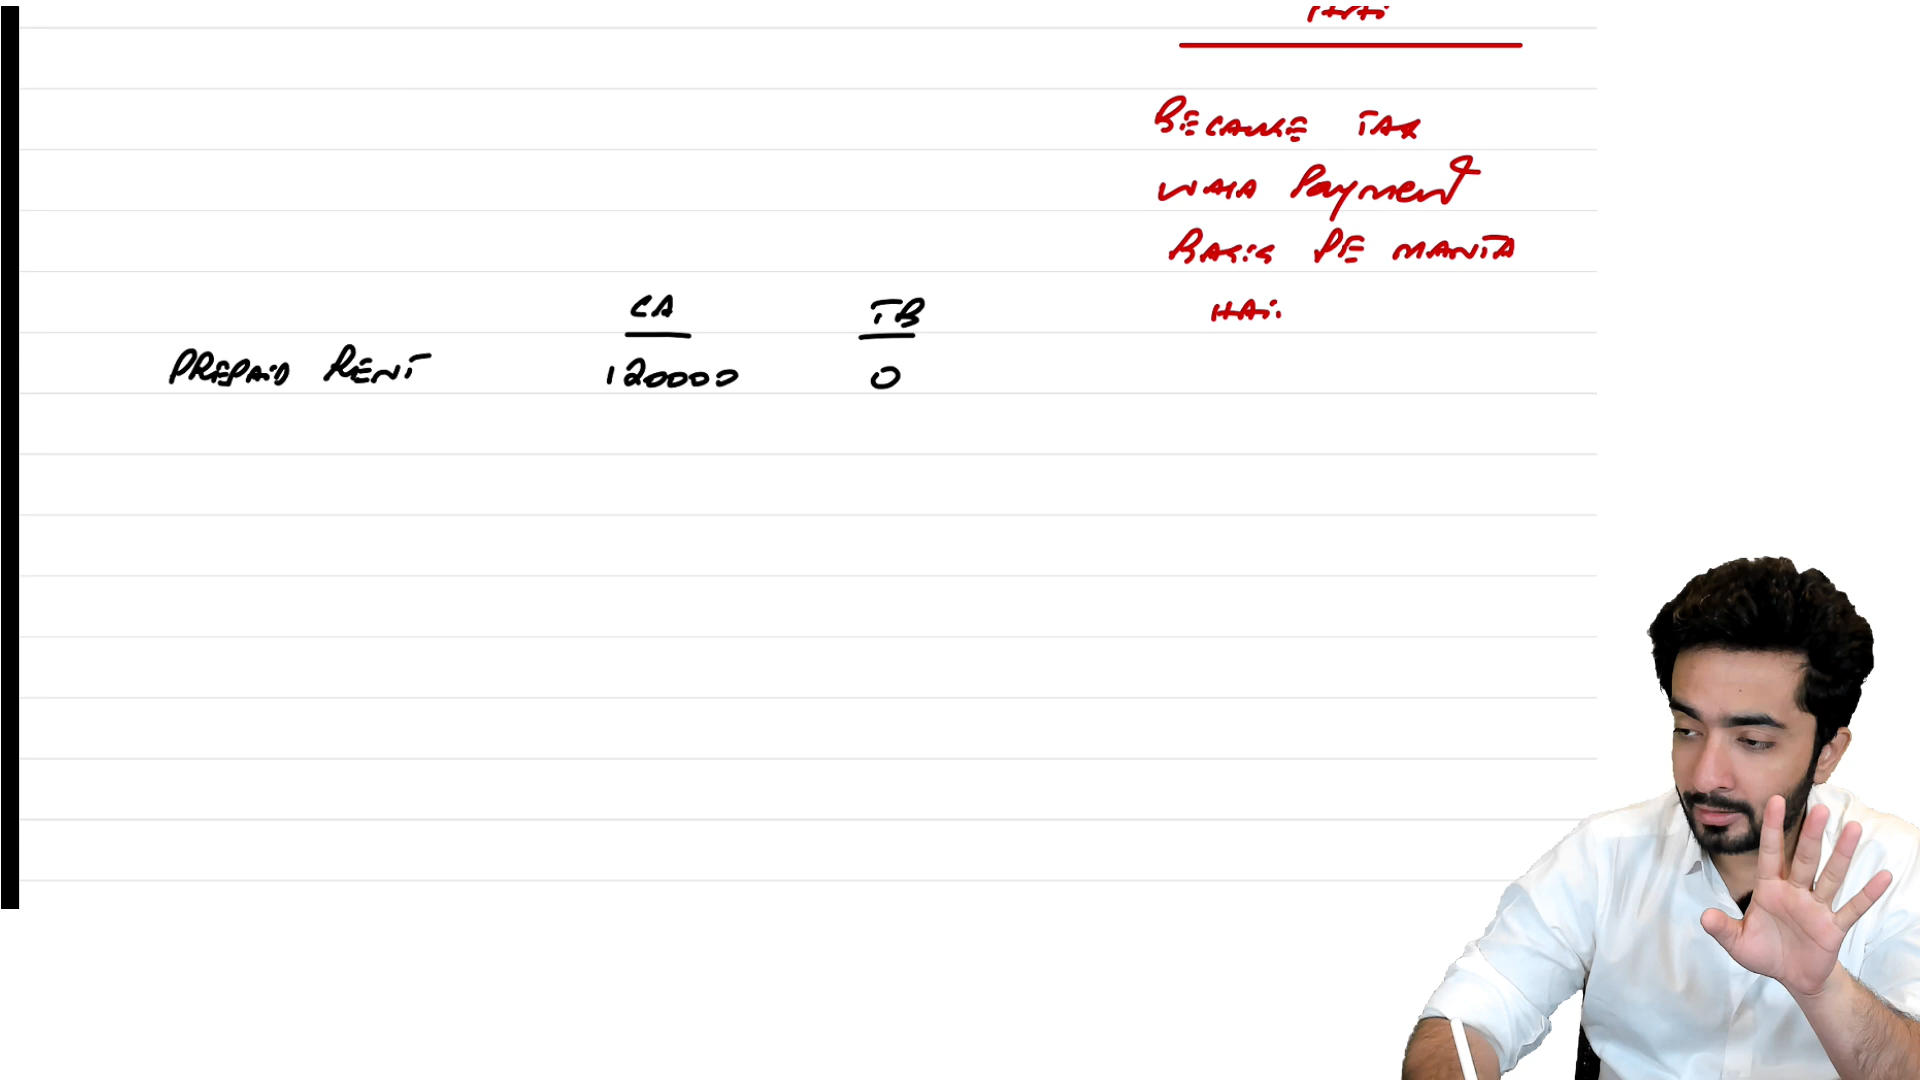 BECAUSE TAX
WALA Payment
BASIS PE MANTA
HAI.
CA TB
PREPAID RENT 120000 0